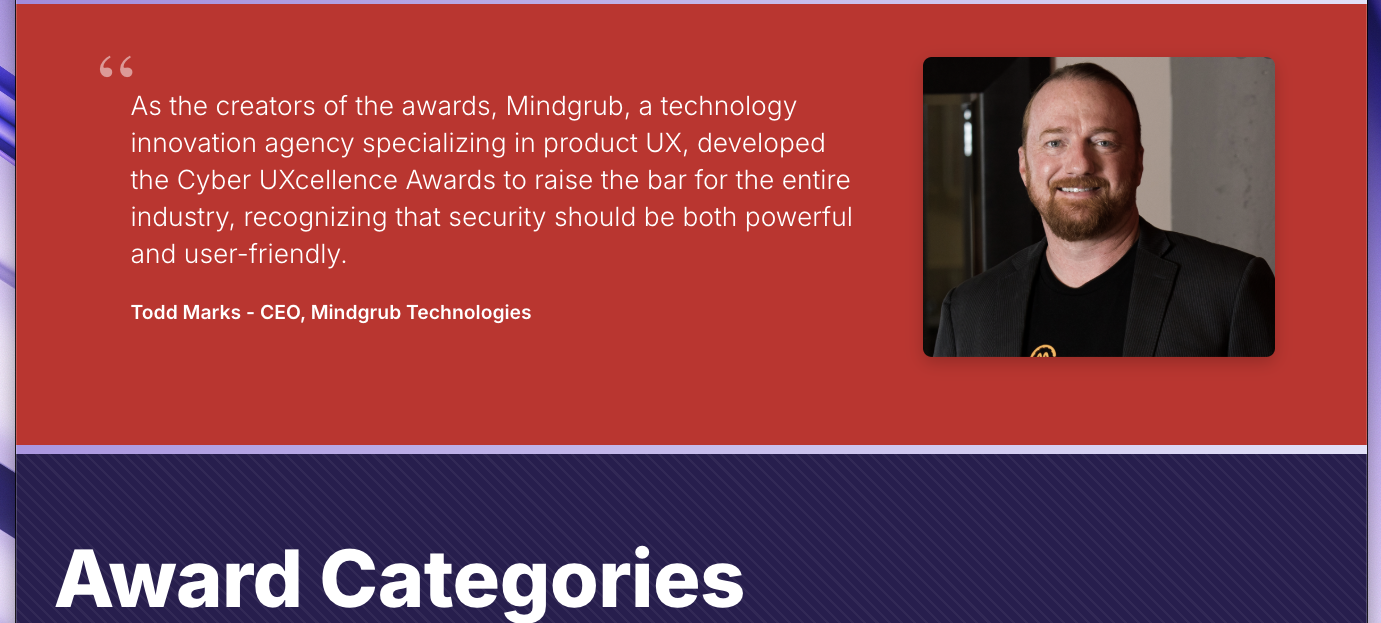 “
As the creators of the awards, Mindgrub, a technology
innovation agency specializing in product UX, developed
the Cyber UXcellence Awards to raise the bar for the entire
industry, recognizing that security should be both powerful
and user-friendly.
Todd Marks - CEO, Mindgrub Technologies
Award Categories